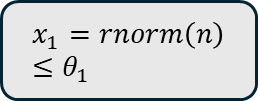 x₁ = rnorm(n)
≤ θ₁